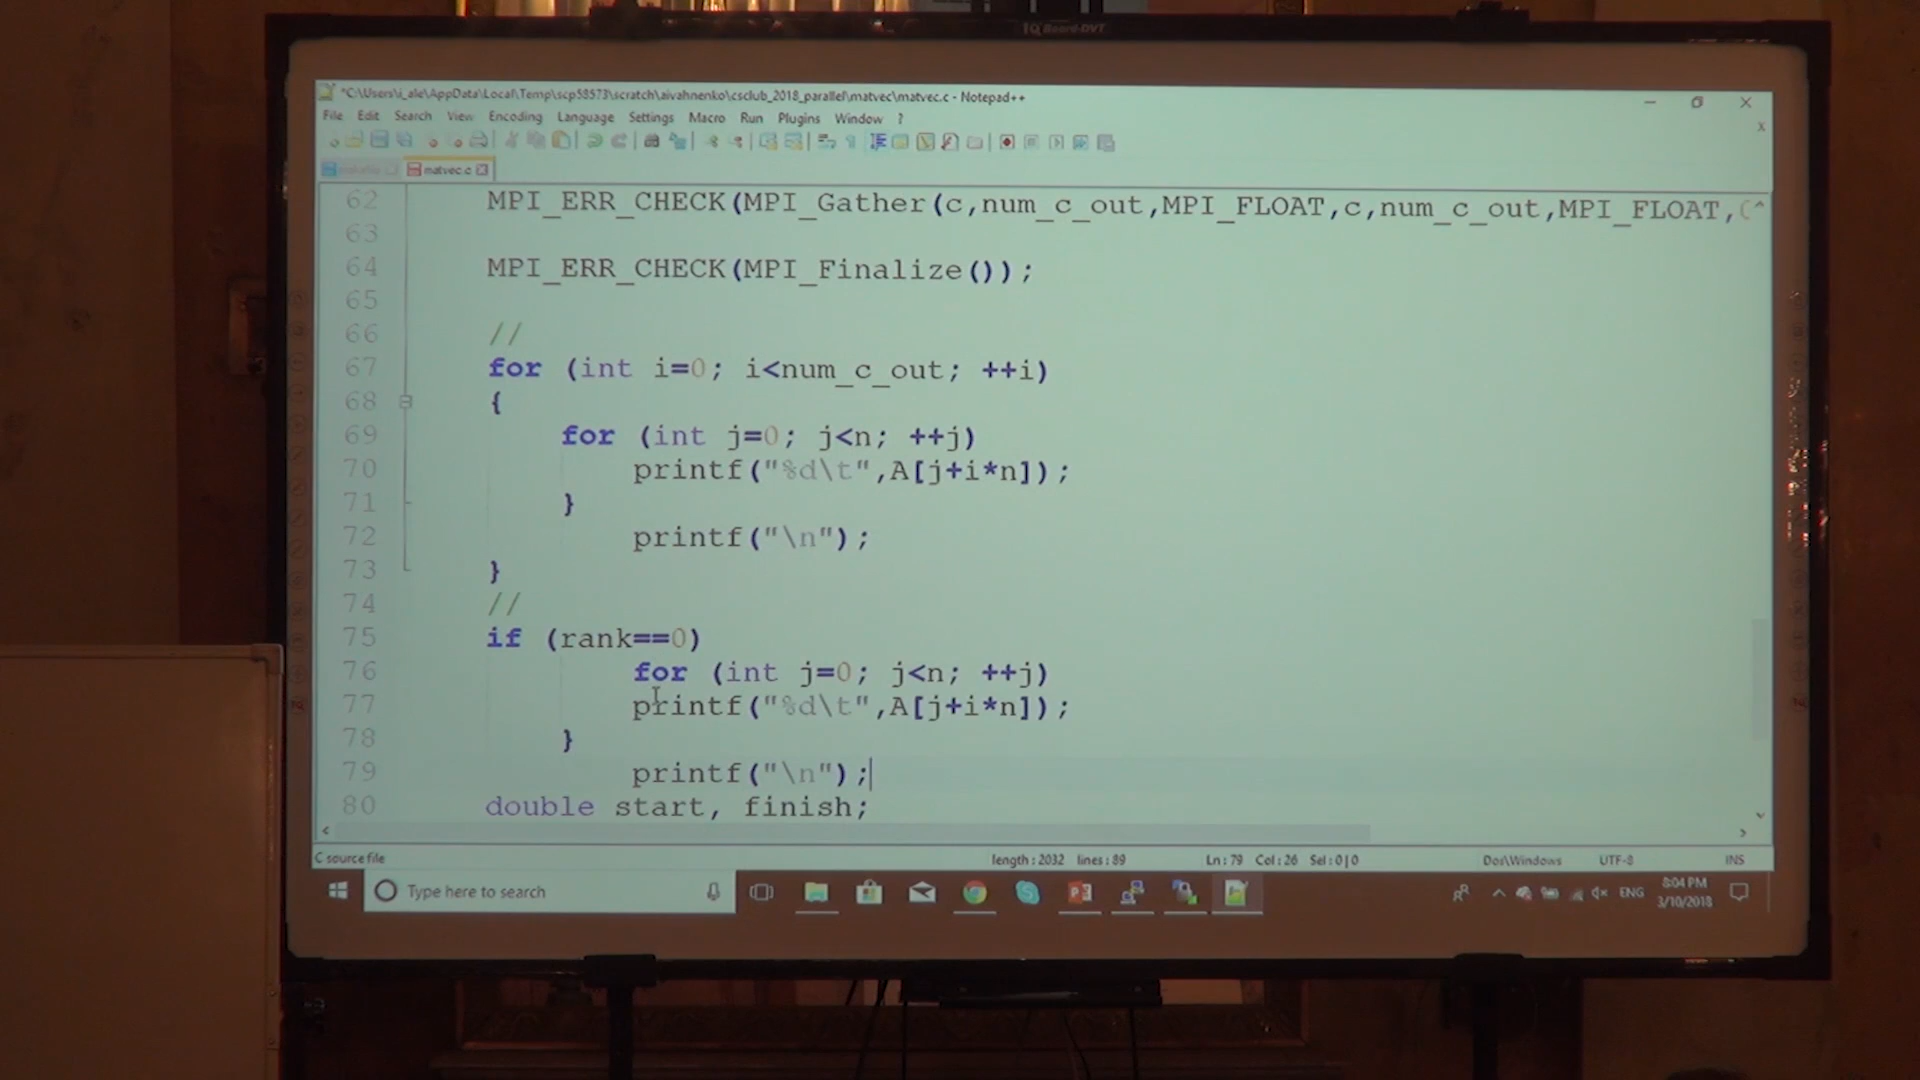 IQ Board-DVT
*C:\Users\i_ale\AppData\Local\Temp\scp58573\scratch\aivahnenko\csclub_2018_parallel\matvec\matvec.c - Notepad++
File Edit Search View Encoding Language Settings Macro Run Plugins Window ?
matvec.c
62 MPI_ERR_CHECK(MPI_Gather(c,num_c_out,MPI_FLOAT,c,num_c_out,MPI_FLOAT,
63
64 MPI_ERR_CHECK(MPI_Finalize());
65
66 //
67 for (int i=0; i<num_c_out; ++i)
68 {
69 for (int j=0; j<n; ++j)
70 printf("%d\t",A[j+i*n]);
71 }
72 printf("\n");
73 }
74 //
75 if (rank==0)
76 for (int j=0; j<n; ++j)
77 printf("%d\t",A[j+i*n]);
78 }
79 printf("\n");
80 double start, finish;
C source file length : 2032 lines : 89 Ln : 79 Col : 26 Sel : 0 | 0 Dos\Windows UTF-8 INS
Type here to search ENG 8:04 PM
3/10/2018